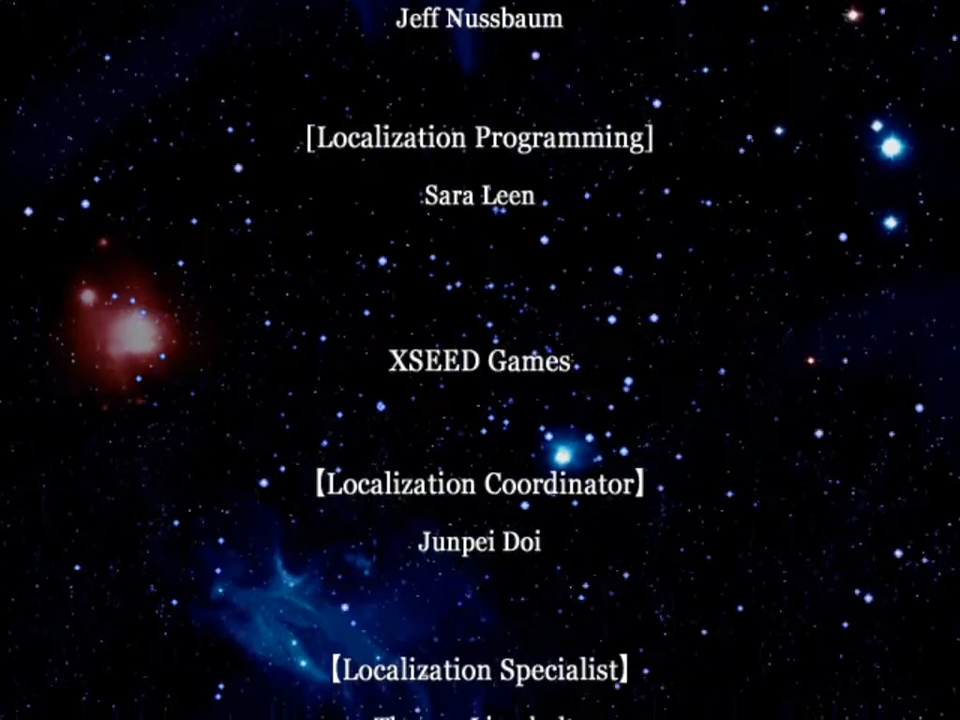 Jeff Nussbaum
[Localization Programming]
Sara Leen
XSEED Games
【Localization Coordinator】
Junpei Doi
【Localization Specialist】